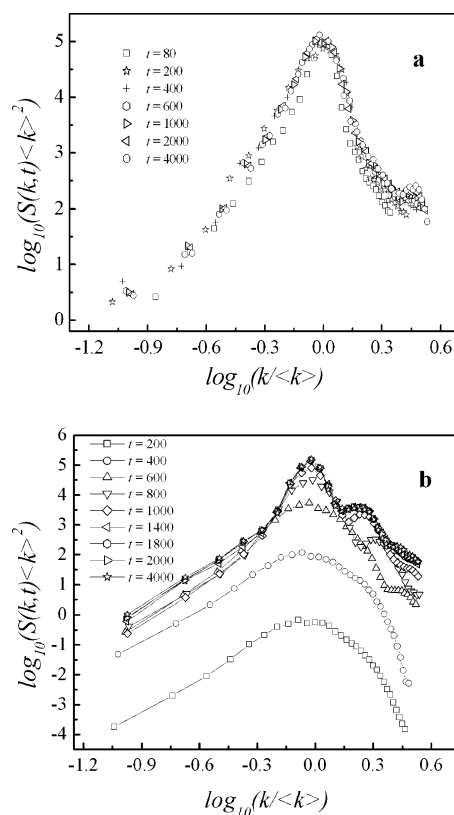 a
t = 80
t = 200
t = 400
t = 600
t = 1000
t = 2000
t = 4000
log₁₀(S(k,t)<k>²)
5
4
3
2
1
0
-1.2 -0.9 -0.6 -0.3 0.0 0.3 0.6
log₁₀(k/<k>)
b
t = 200
t = 400
t = 600
t = 800
t = 1000
t = 1400
t = 1800
t = 2000
t = 4000
log₁₀(S(k,t)<k>²)
6
5
4
3
2
1
0
-1
-2
-3
-4
-1.2 -0.9 -0.6 -0.3 0.0 0.3 0.6
log₁₀(k/<k>)